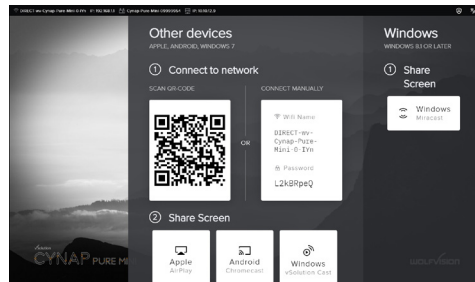 Other devices
APPLE, ANDROID, WINDOWS 7
1 Connect to network
SCAN QR-CODE
OR
CONNECT MANUALLY
Wifi Name
DIRECT-mv-
Cynap-Pure-
Mini-0-IYn
Password
L2kBRpeQ
2 Share Screen
Apple
AirPlay
Android
Chromecast
Windows
vSolution Cast
Windows
WINDOWS 8.1 OR LATER
1 Share
Screen
Windows
Miracast
CYNAP PURE
WOLFVISION